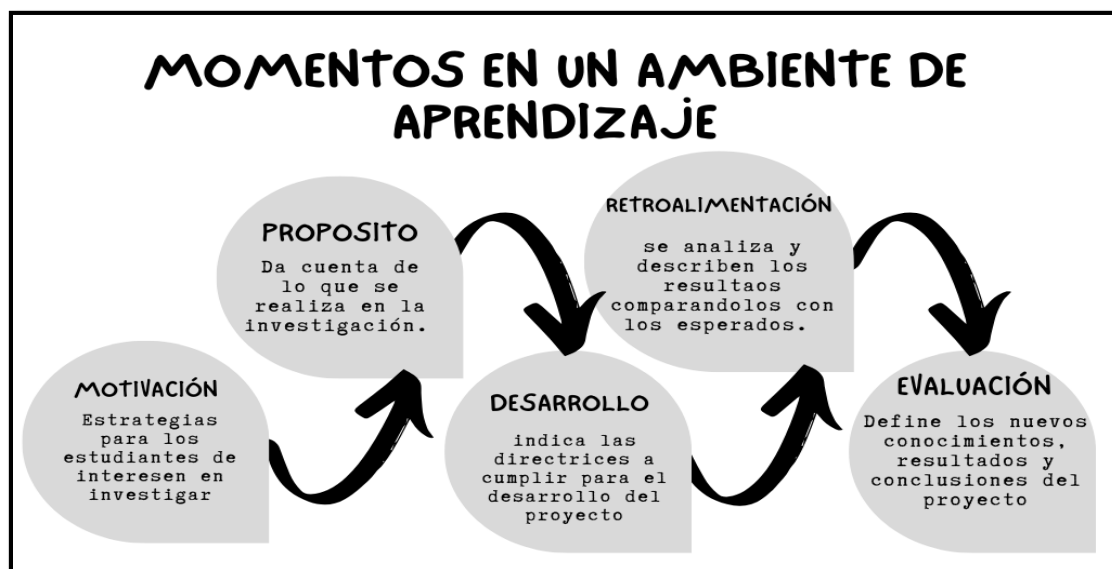 MOMENTOS EN UN AMBIENTE DE
APRENDIZAJE
MOTIVACIÓN
Estrategias
para los
estudiantes de
interesen en
investigar
PROPOSITO
Da cuenta de
lo que se
realiza en la
investigación.
DESARROLLO
indica las
directrices a
cumplir para el
desarrollo del
proyecto
RETROALIMENTACIÓN
se analiza y
describen los
resultaos
comparandolos con
los esperados.
EVALUACIÓN
Define los nuevos
conocimientos,
resultados y
conclusiones del
proyecto